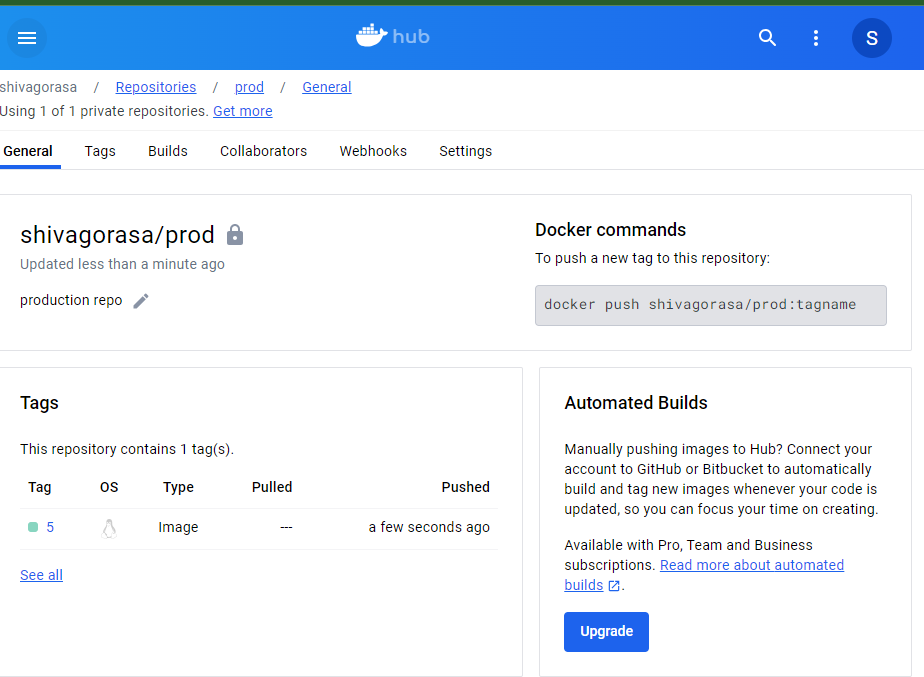 hub
S
shivagorasa / Repositories / prod / General
Using 1 of 1 private repositories. Get more
General Tags Builds Collaborators Webhooks Settings
shivagorasa/prod
Updated less than a minute ago
production repo
Docker commands
To push a new tag to this repository:
docker push shivagorasa/prod:tagname
Tags
This repository contains 1 tag(s).
Tag OS Type Pulled Pushed
5 Image --- a few seconds ago
See all
Automated Builds
Manually pushing images to Hub? Connect your
account to GitHub or Bitbucket to automatically
build and tag new images whenever your code is
updated, so you can focus your time on creating.
Available with Pro, Team and Business
subscriptions. Read more about automated
builds .
Upgrade